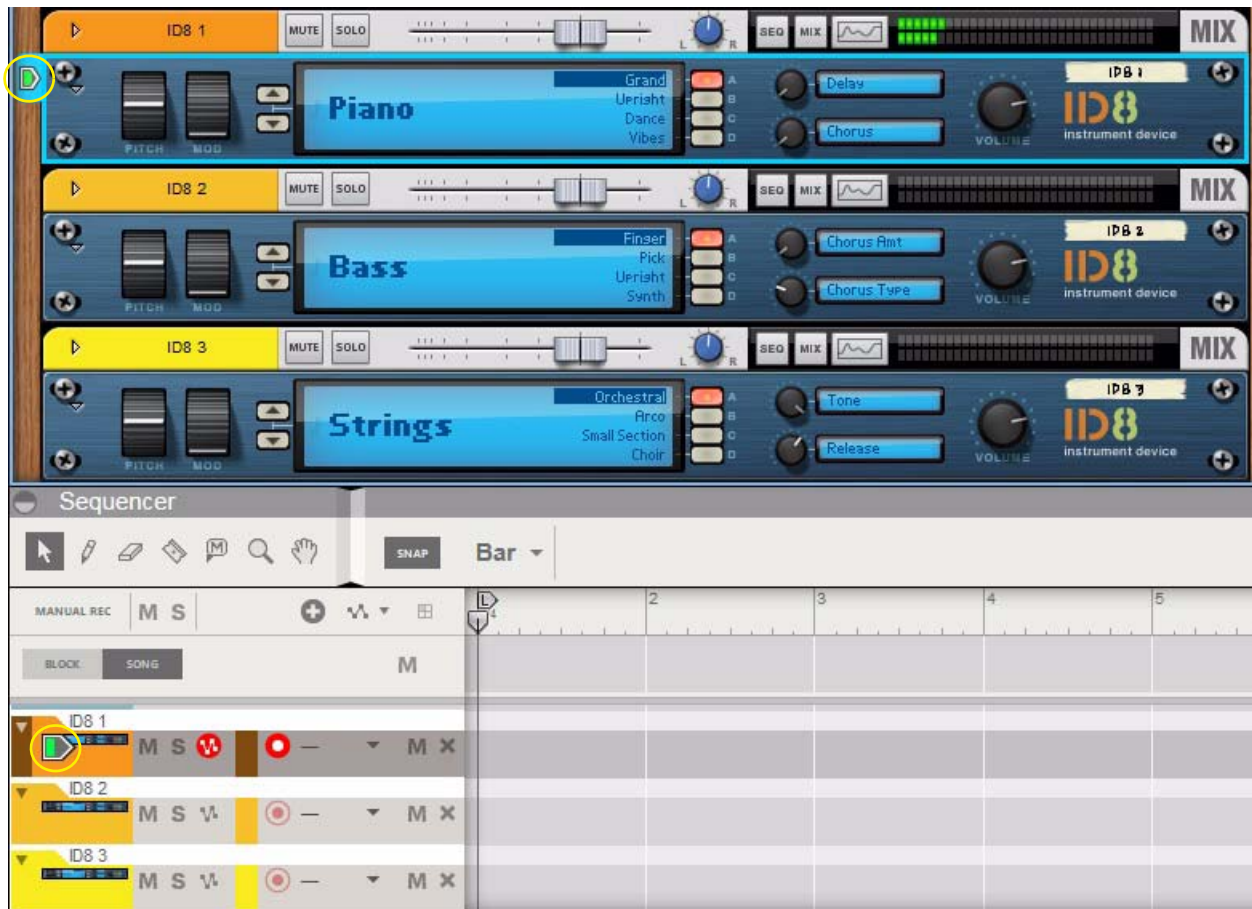 ID8 1 MUTE SOLO L R SEQ MIX MIX
PITCH MOD Piano Grand A Delay ID8 1
Upright B ID8
Dance C Chorus instrument device
Vibes D VOLUME
ID8 2 MUTE SOLO L R SEQ MIX MIX
PITCH MOD Bass Finger A Chorus Amt ID8 2
Pick B ID8
Upright C Chorus Type instrument device
Synth D VOLUME
ID8 3 MUTE SOLO L R SEQ MIX MIX
PITCH MOD Strings Orchestral A Tone ID8 3
Arco B ID8
Small Section C Release instrument device
Choir D VOLUME
Sequencer
M SNAP Bar
MANUAL REC M S L 4 2 3 4 5
BLOCK SONG M
ID8 1
M S M
ID8 2
M S M
ID8 3
M S M